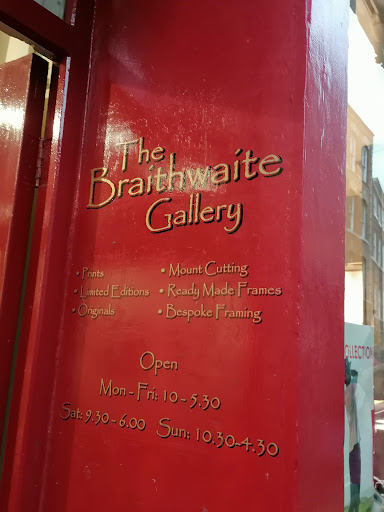 The
Braithwaite
Gallery
• Prints
• Limited Editions
• Originals
• Mount Cutting
• Ready Made Frames
• Bespoke Framing
Open
Mon - Fri: 10 - 5.30
Sat: 9.30 - 6.00 Sun: 10.30-4.30